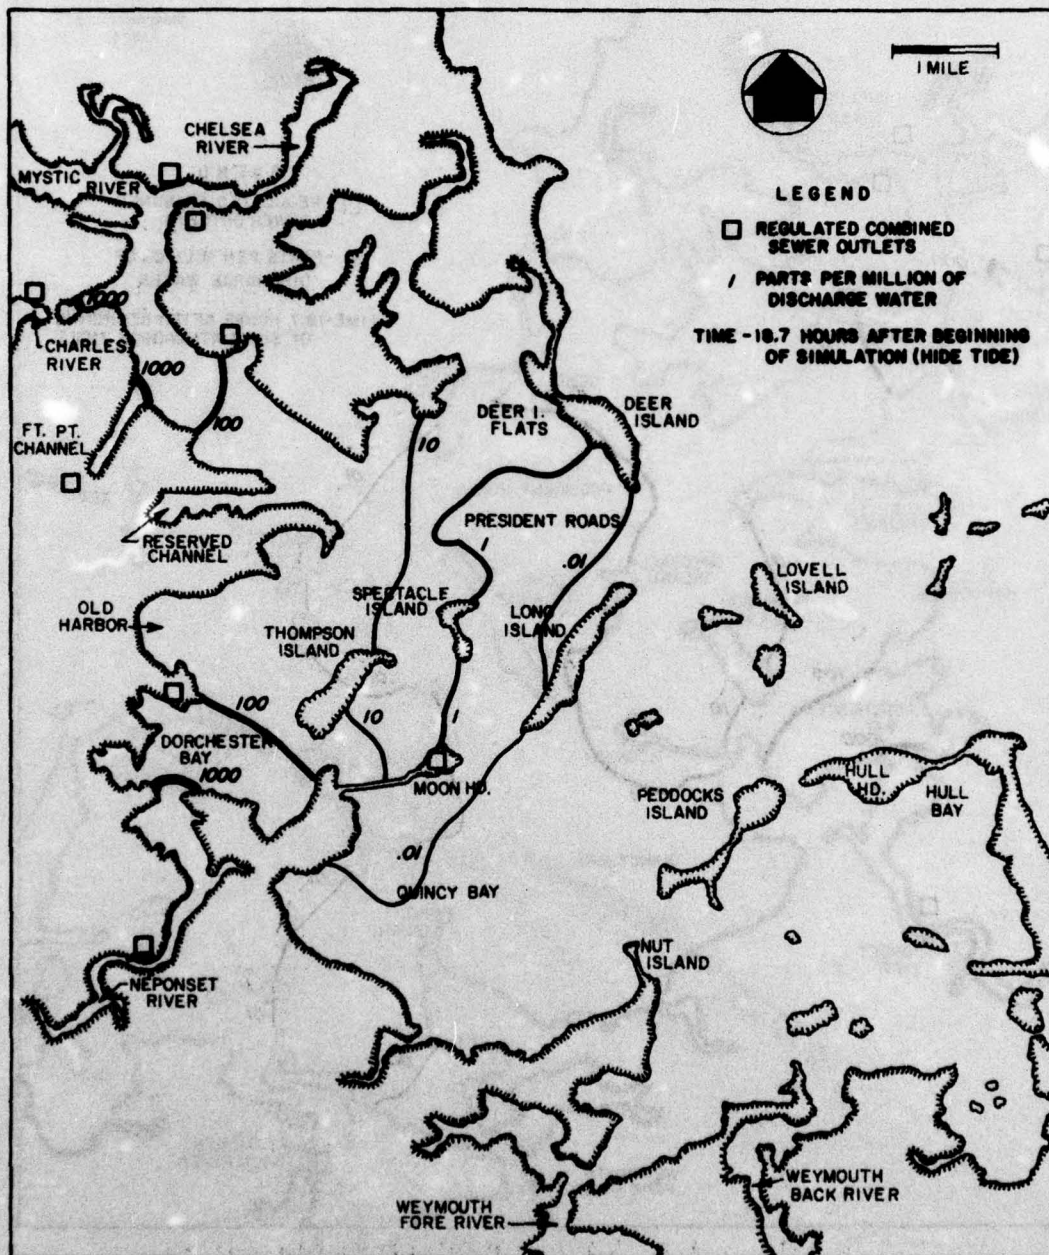 1 MILE
CHELSEA
RIVER
MYSTIC RIVER
LEGEND
REGULATED COMBINED
SEWER OUTLETS
/ PARTS PER MILLION OF
DISCHARGE WATER
TIME - 18.7 HOURS AFTER BEGINNING
OF SIMULATION (HIDE TIDE)
1000
CHARLES
RIVER
1000
100
FT. PT.
CHANNEL
10
DEER I.
FLATS
DEER
ISLAND
RESERVED
CHANNEL
PRESIDENT ROADS
1
.01
OLD
HARBOR
THOMPSON
ISLAND
SPECTACLE
ISLAND
LONG
ISLAND
LOVELL
ISLAND
100
10
1
DORCHESTER
BAY
1000
MOON HD.
PEDDOCKS
ISLAND
HULL
HD.
HULL
BAY
.01
QUINCY BAY
NUT
ISLAND
NEPONSET
RIVER
WEYMOUTH
BACK RIVER
WEYMOUTH
FORE RIVER